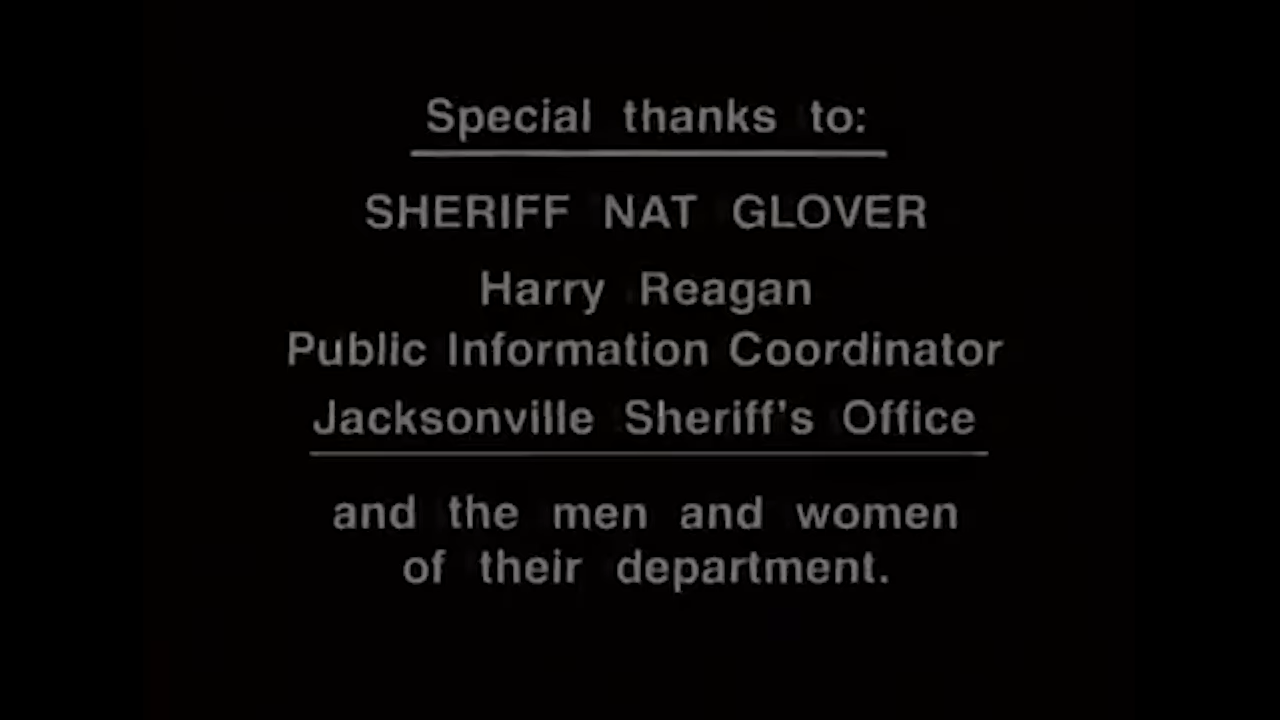 Special thanks to:
SHERIFF NAT GLOVER
Harry Reagan
Public Information Coordinator
Jacksonville Sheriff's Office
and the men and women
of their department.